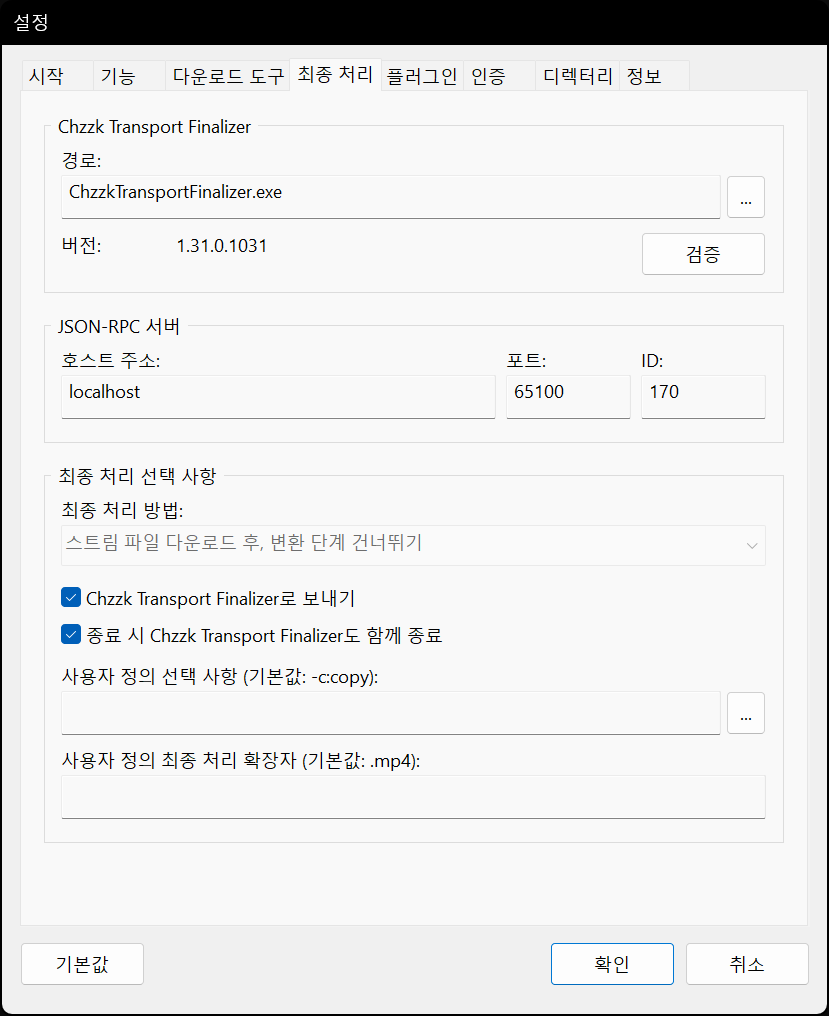 설정
시작 기능 다운로드 도구 최종 처리 플러그인 인증 디렉터리 정보
Chzzk Transport Finalizer
경로:
ChzzkTransportFinalizer.exe ...
버전: 1.31.0.1031 검증
JSON-RPC 서버
호스트 주소: 포트: ID:
localhost 65100 170
최종 처리 선택 사항
최종 처리 방법:
스트림 파일 다운로드 후, 변환 단계 건너뛰기
Chzzk Transport Finalizer로 보내기
종료 시 Chzzk Transport Finalizer도 함께 종료
사용자 정의 선택 사항 (기본값: -c:copy):
...
사용자 정의 최종 처리 확장자 (기본값: .mp4):
기본값 확인 취소